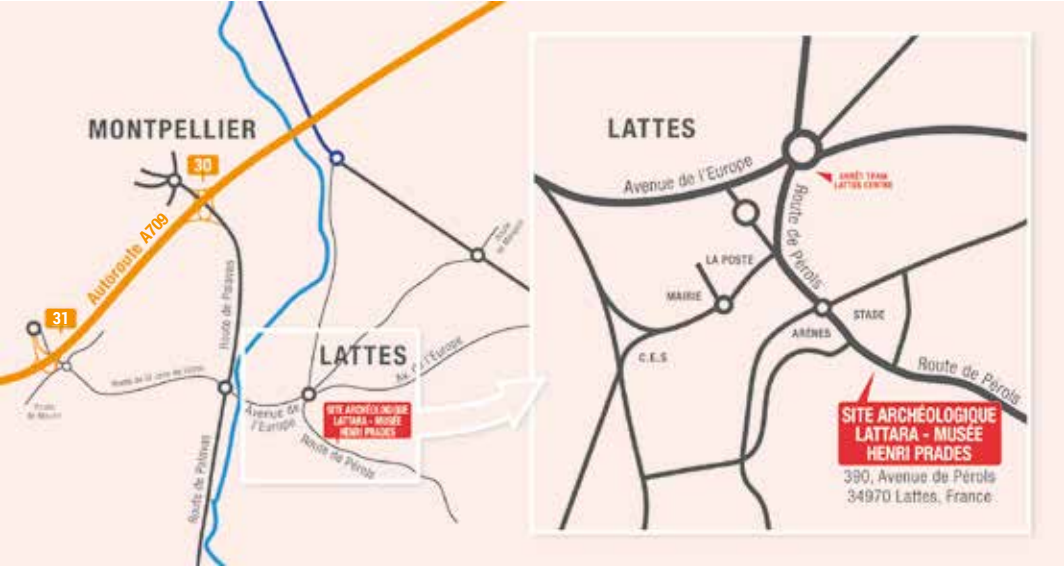 MONTPELLIER
30
Autoroute A709
31
Route de Palavas
Route de Palavas
LATTES
Av. de l'Europe
Avenue de
l'Europe
SITE ARCHÉOLOGIQUE
LATTARA - MUSÉE
HENRI PRADES
Route de Pérols
LATTES
Avenue de l'Europe
ARRÊT TRAM
LATTES CENTRE
Route de Pérols
LA POSTE
MAIRIE
STADE
ARÈNES
C.E.S
Route de Pérols
SITE ARCHÉOLOGIQUE
LATTARA - MUSÉE
HENRI PRADES
390, Avenue de Pérols
34970 Lattes, France